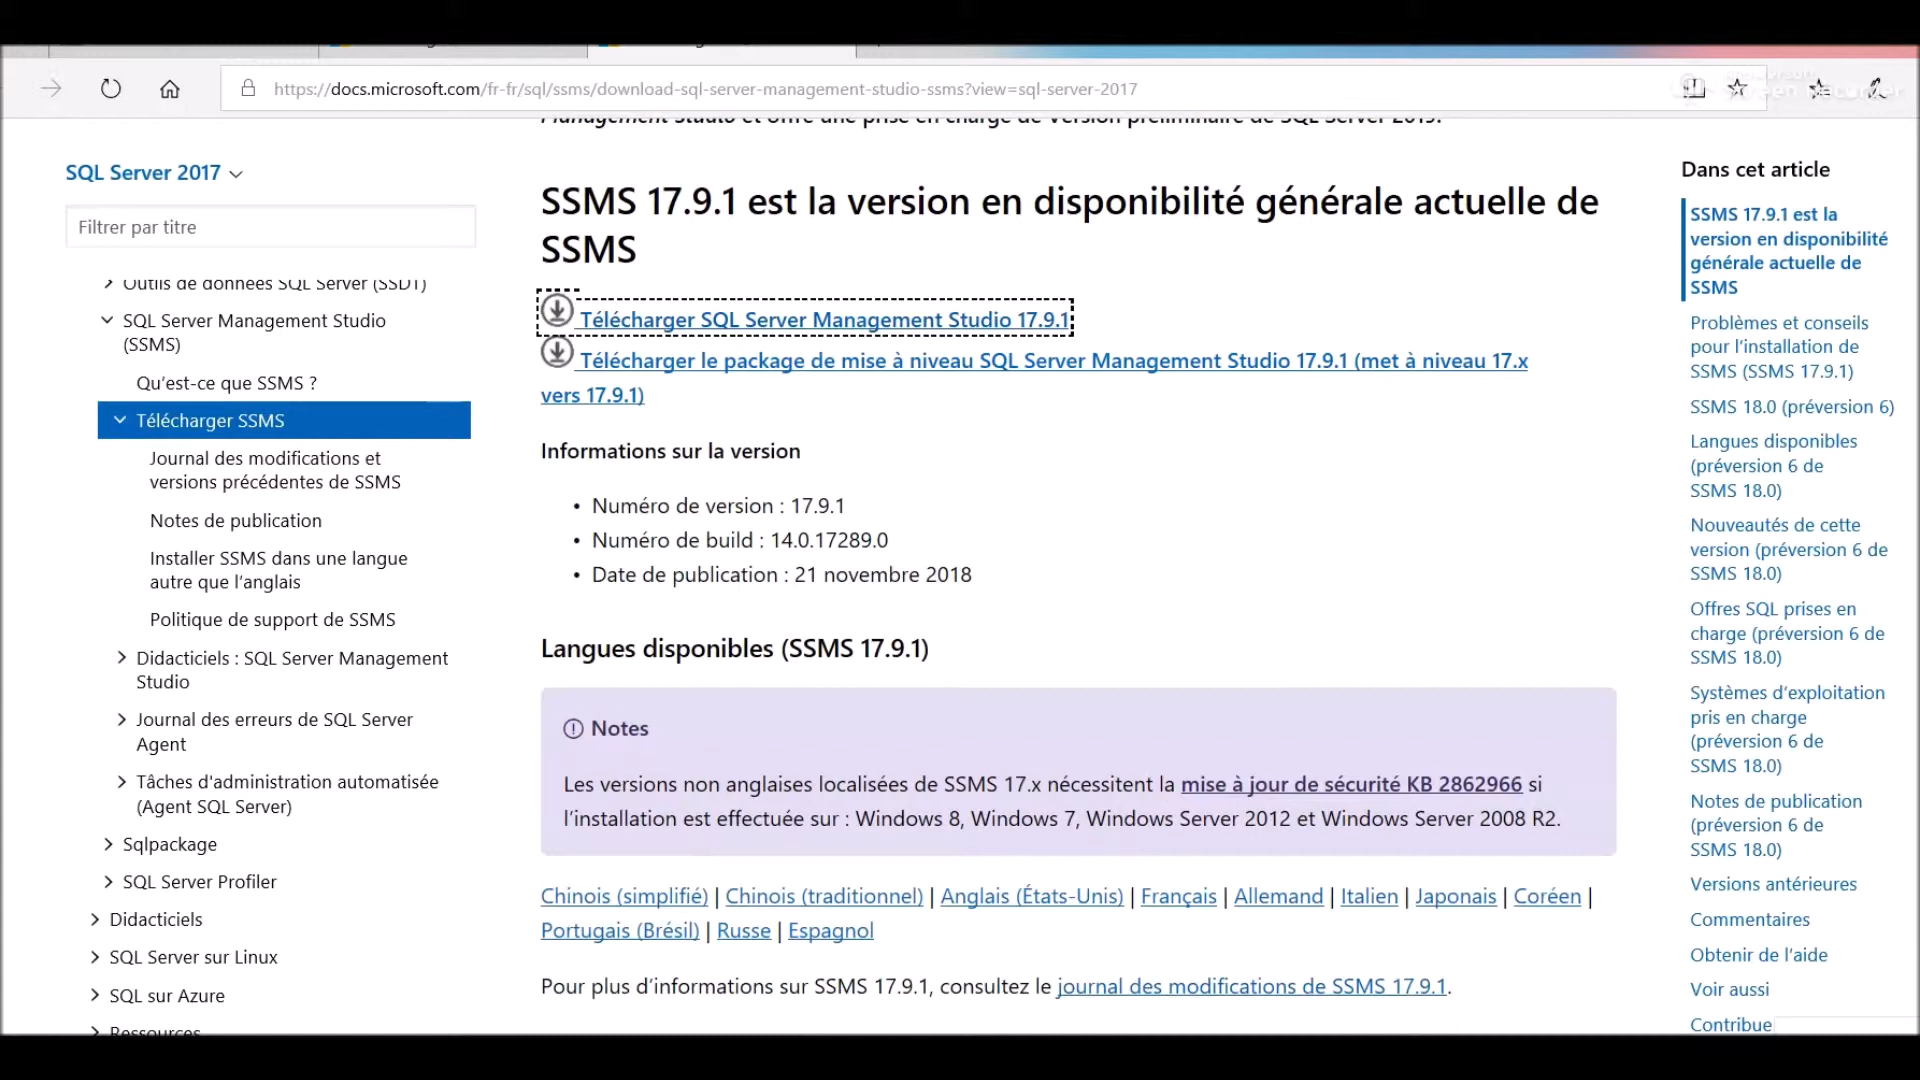 https://docs.microsoft.com/fr-fr/sql/ssms/download-sql-server-management-studio-ssms?view=sql-server-2017
Management Studio et offre une prise en charge de version préliminaire de SQL Server 2019.
SQL Server 2017
Filtrer par titre
Outils de données SQL Server (SSDT)
SQL Server Management Studio
(SSMS)
Qu'est-ce que SSMS ?
Télécharger SSMS
Journal des modifications et
versions précédentes de SSMS
Notes de publication
Installer SSMS dans une langue
autre que l'anglais
Politique de support de SSMS
Didacticiels : SQL Server Management
Studio
Journal des erreurs de SQL Server
Agent
Tâches d'administration automatisée
(Agent SQL Server)
Sqlpackage
SQL Server Profiler
Didacticiels
SQL Server sur Linux
SQL sur Azure
Ressources
SSMS 17.9.1 est la version en disponibilité générale actuelle de
SSMS
Télécharger SQL Server Management Studio 17.9.1
Télécharger le package de mise à niveau SQL Server Management Studio 17.9.1 (met à niveau 17.x
vers 17.9.1)
Informations sur la version
• Numéro de version : 17.9.1
• Numéro de build : 14.0.17289.0
• Date de publication : 21 novembre 2018
Langues disponibles (SSMS 17.9.1)
Notes
Les versions non anglaises localisées de SSMS 17.x nécessitent la mise à jour de sécurité KB 2862966 si
l'installation est effectuée sur : Windows 8, Windows 7, Windows Server 2012 et Windows Server 2008 R2.
Chinois (simplifié) | Chinois (traditionnel) | Anglais (États-Unis) | Français | Allemand | Italien | Japonais | Coréen |
Portugais (Brésil) | Russe | Espagnol
Pour plus d'informations sur SSMS 17.9.1, consultez le journal des modifications de SSMS 17.9.1.
Dans cet article
SSMS 17.9.1 est la
version en disponibilité
générale actuelle de
SSMS
Problèmes et conseils
pour l'installation de
SSMS (SSMS 17.9.1)
SSMS 18.0 (préversion 6)
Langues disponibles
(préversion 6 de
SSMS 18.0)
Nouveautés de cette
version (préversion 6 de
SSMS 18.0)
Offres SQL prises en
charge (préversion 6 de
SSMS 18.0)
Systèmes d'exploitation
pris en charge
(préversion 6 de
SSMS 18.0)
Notes de publication
(préversion 6 de
SSMS 18.0)
Versions antérieures
Commentaires
Obtenir de l'aide
Voir aussi
Contribue